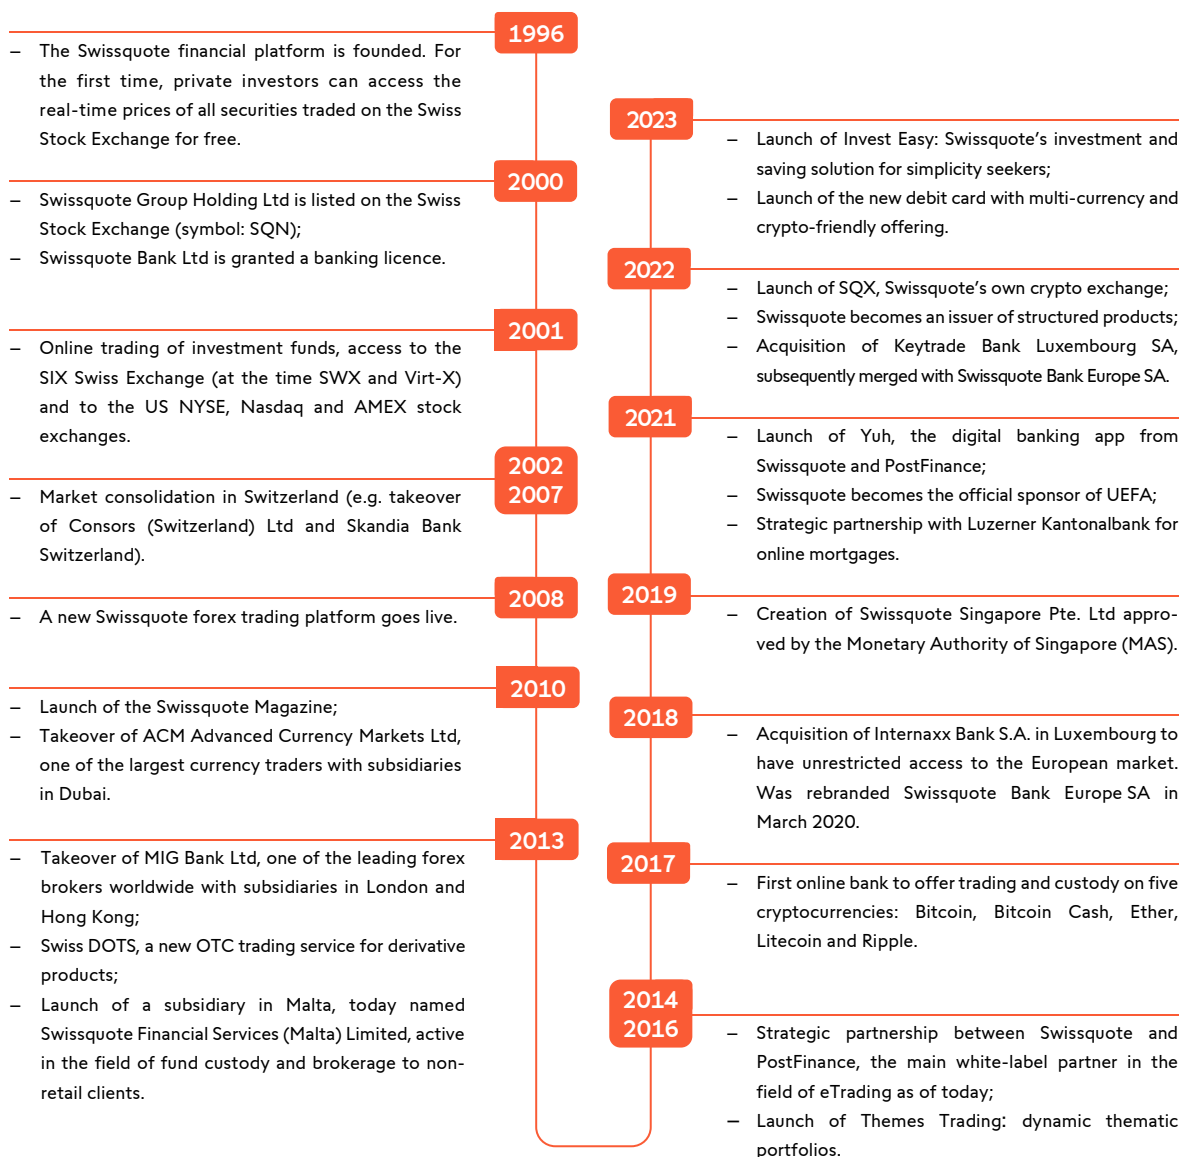 1996
– The Swissquote financial platform is founded. For
the first time, private investors can access the
real-time prices of all securities traded on the Swiss
Stock Exchange for free.
2000
– Swissquote Group Holding Ltd is listed on the Swiss
Stock Exchange (symbol: SQN);
– Swissquote Bank Ltd is granted a banking licence.
2001
– Online trading of investment funds, access to the
SIX Swiss Exchange (at the time SWX and Virt-X)
and to the US NYSE, Nasdaq and AMEX stock
exchanges.
2002
2007
– Market consolidation in Switzerland (e.g. takeover
of Consors (Switzerland) Ltd and Skandia Bank
Switzerland).
2008
– A new Swissquote forex trading platform goes live.
2010
– Launch of the Swissquote Magazine;
– Takeover of ACM Advanced Currency Markets Ltd,
one of the largest currency traders with subsidiaries
in Dubai.
2013
– Takeover of MIG Bank Ltd, one of the leading forex
brokers worldwide with subsidiaries in London and
Hong Kong;
– Swiss DOTS, a new OTC trading service for derivative
products;
– Launch of a subsidiary in Malta, today named
Swissquote Financial Services (Malta) Limited, active
in the field of fund custody and brokerage to non-
retail clients.
2023
– Launch of Invest Easy: Swissquote's investment and
saving solution for simplicity seekers;
– Launch of the new debit card with multi-currency and
crypto-friendly offering.
2022
– Launch of SQX, Swissquote's own crypto exchange;
– Swissquote becomes an issuer of structured products;
– Acquisition of Keytrade Bank Luxembourg SA,
subsequently merged with Swissquote Bank Europe SA.
2021
– Launch of Yuh, the digital banking app from
Swissquote and PostFinance;
– Swissquote becomes the official sponsor of UEFA;
– Strategic partnership with Luzerner Kantonalbank for
online mortgages.
2019
– Creation of Swissquote Singapore Pte. Ltd appro-
ved by the Monetary Authority of Singapore (MAS).
2018
– Acquisition of Internaxx Bank S.A. in Luxembourg to
have unrestricted access to the European market.
Was rebranded Swissquote Bank Europe SA in
March 2020.
2017
– First online bank to offer trading and custody on five
cryptocurrencies: Bitcoin, Bitcoin Cash, Ether,
Litecoin and Ripple.
2014
2016
– Strategic partnership between Swissquote and
PostFinance, the main white-label partner in the
field of eTrading as of today;
– Launch of Themes Trading: dynamic thematic
portfolios.